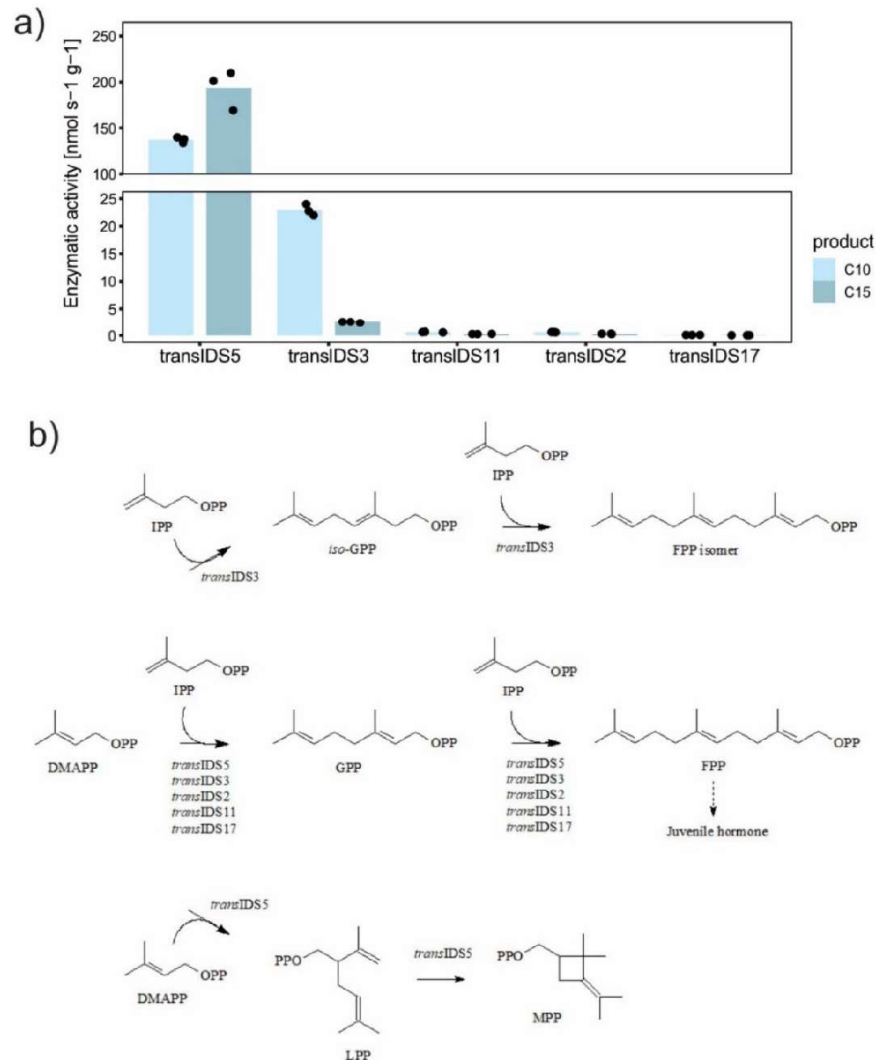 a)
Enzymatic activity [nmol s−1 g−1]
250
200
150
100
25
20
15
10
5
0
transIDS5 transIDS3 transIDS11 transIDS2 transIDS17
product
C10
C15
b)
IPP
OPP
IPP
OPP
transIDS3
OPP
iso-GPP
transIDS3
OPP
FPP isomer
IPP
OPP
IPP
OPP
OPP
DMAPP
transIDS5
transIDS3
transIDS2
transIDS11
transIDS17
OPP
GPP
transIDS5
transIDS3
transIDS2
transIDS11
transIDS17
OPP
FPP
Juvenile hormone
transIDS5
OPP
DMAPP
PPO
LPP
transIDS5
PPO
MPP